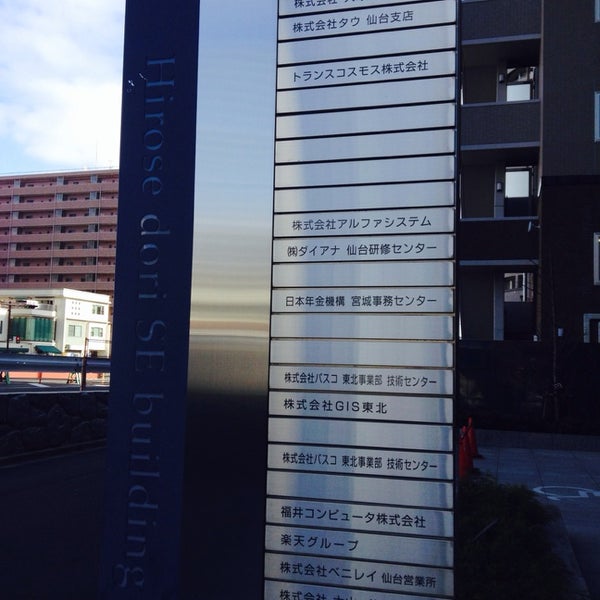 Hirose dori SE building
株式会社タウ 仙台支店
トランスコスモス株式会社
株式会社アルファシステム
㈱ダイアナ 仙台研修センター
日本年金機構 宮城事務センター
株式会社パスコ 東北事業部 技術センター
株式会社GIS東北
株式会社パスコ 東北事業部 技術センター
福井コンピュータ株式会社
楽天グループ
株式会社ベニレイ 仙台営業所
株式会社